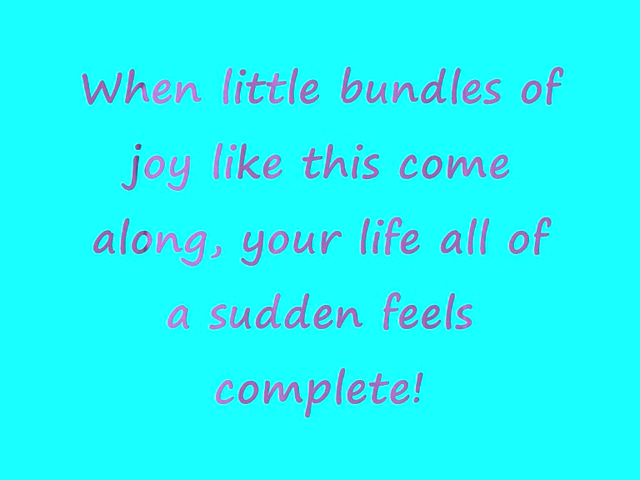 When little bundles of
joy like this come
along, your life all of
a sudden feels
complete!